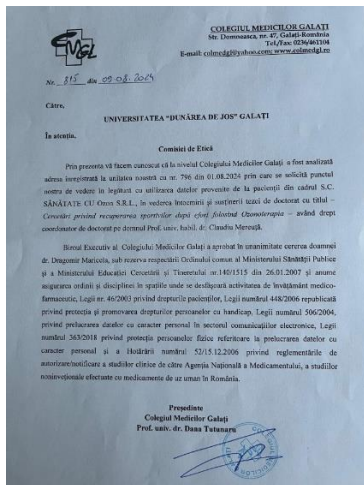 COLEGIUL MEDICILOR GALAȚI
Str. Domnească, nr. 47, Galați-România
Tel./Fax: 0236/461104
E-mail: colmedgl@yahoo.com; www.colmedgl.ro
CMGL
Nr. 815 din 09.08.2024
Către,
UNIVERSITATEA "DUNĂREA DE JOS" GALAȚI
În atenția,
Comisiei de Etică
Prin prezenta vă facem cunoscut că la nivelul Colegiului Medicilor Galați a fost analizată
adresa înregistrată la unitatea noastră cu nr. 796 din 01.08.2024 prin care se solicită punctul
nostru de vedere în legătură cu utilizarea datelor provenite de la pacienții din cadrul S.C.
SĂNĂTATE CU Ozon S.R.L., în vederea întocmirii și susținerii tezei de doctorat cu titlul –
Cercetări privind recuperarea sportivilor după efort folosind Ozonoterapia – având drept
coordonator de doctorat pe domnul Prof. univ. habil. dr. Claudiu Mereuță.
Biroul Executiv al Colegiului Medicilor Galați a aprobat în unanimitate cererea doamnei
dr. Dragomir Maricela, sub rezerva respectării Ordinului comun al Ministerului Sănătății Publice
și a Ministerului Educației Cercetării și Tineretului nr.140/1515 din 26.01.2007 și anume
asigurarea ordinii și disciplinei în spațiile unde se desfășoară activitatea de învățământ medico-
farmaceutic, Legii nr. 46/2003 privind drepturile pacienților, Legii numărul 448/2006 republicată
privind protecția și promovarea drepturilor persoanelor cu handicap, Legii numărul 506/2004,
privind prelucrarea datelor cu caracter personal în sectorul comunicațiilor electronice, Legii
numărul 363/2018 privind protecția persoanelor fizice referitoare la prelucrarea datelor cu
caracter personal și a Hotărârii numărul 52/15.12.2006 privind reglementările de
autorizare/notificare a studiilor clinice de către Agenția Națională a Medicamentului, a studiilor
noninvenționale efectuate cu medicamente de uz uman în România.
Președinte
Colegiul Medicilor Galați
Prof. univ. dr. Dana Tutunaru